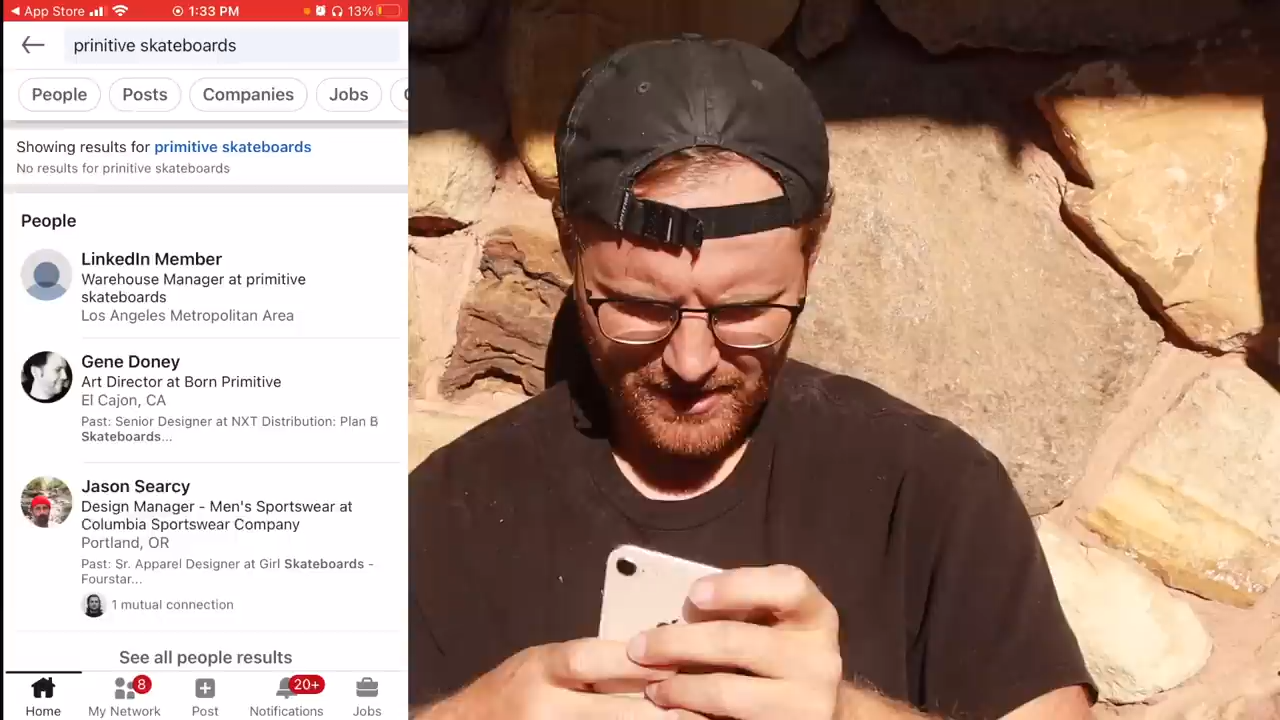 App Store 1:33 PM 13%
prinitive skateboards
People Posts Companies Jobs
Showing results for primitive skateboards
No results for prinitive skateboards
People
LinkedIn Member
Warehouse Manager at primitive
skateboards
Los Angeles Metropolitan Area
Gene Doney
Art Director at Born Primitive
El Cajon, CA
Past: Senior Designer at NXT Distribution: Plan B
Skateboards...
Jason Searcy
Design Manager - Men's Sportswear at
Columbia Sportswear Company
Portland, OR
Past: Sr. Apparel Designer at Girl Skateboards -
Fourstar...
1 mutual connection
See all people results
8 20+
Home My Network Post Notifications Jobs